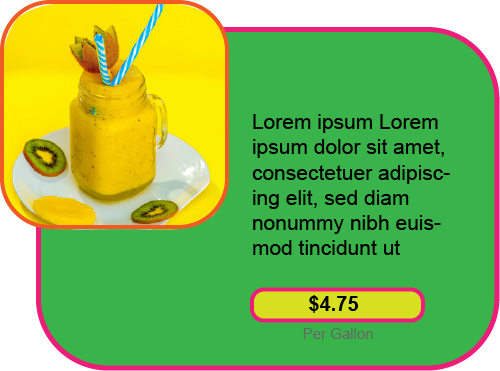 Lorem ipsum Lorem
ipsum dolor sit amet,
consectetuer adipisc-
ing elit, sed diam
nonummy nibh euis-
mod tincidunt ut
$4.75
Per Gallon